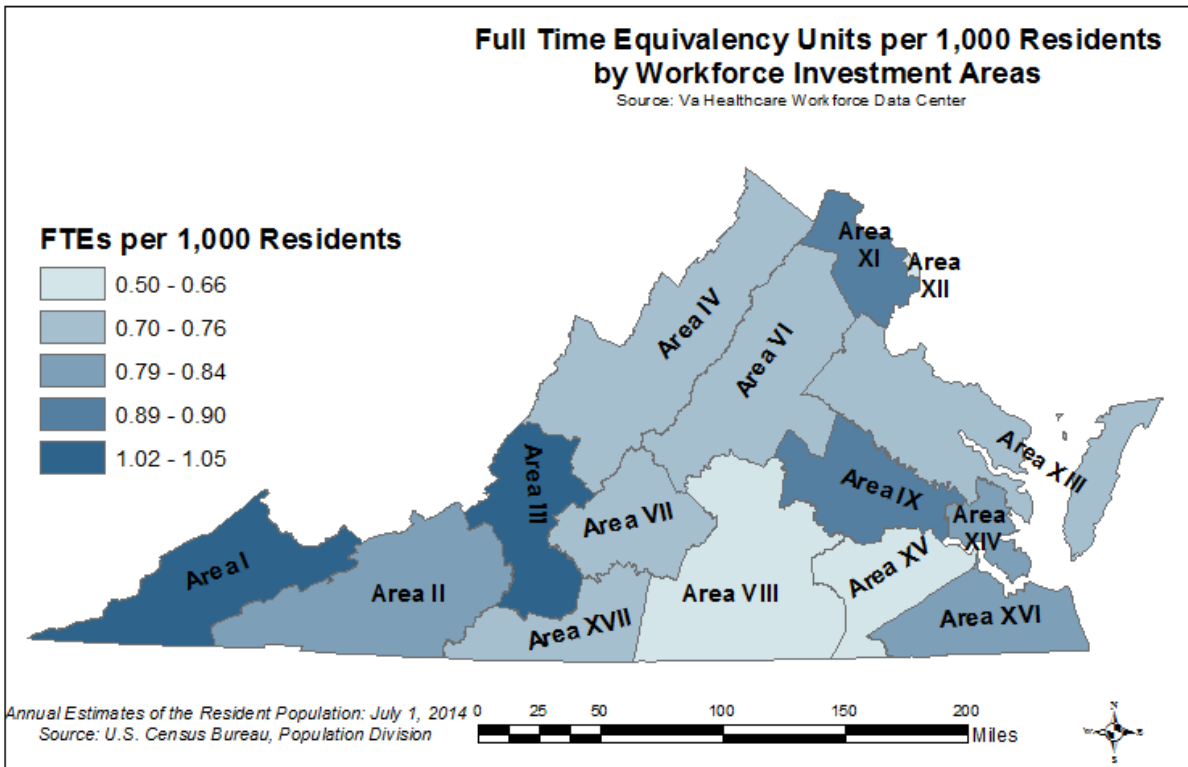 Full Time Equivalency Units per 1,000 Residents
by Workforce Investment Areas
Source: Va Healthcare Workforce Data Center
FTEs per 1,000 Residents
0.50 - 0.66
0.70 - 0.76
0.79 - 0.84
0.89 - 0.90
1.02 - 1.05
Area
XI
Area
XII
Area IV
Area VI
Area III
Area XIII
Area IX
Area VII
Area
XIV
Area I
Area II
Area VIII
Area XV
Area XVII
Area XVI
Annual Estimates of the Resident Population: July 1, 2014
Source: U.S. Census Bureau, Population Division
0 25 50 100 150 200
Miles
N
W E
S